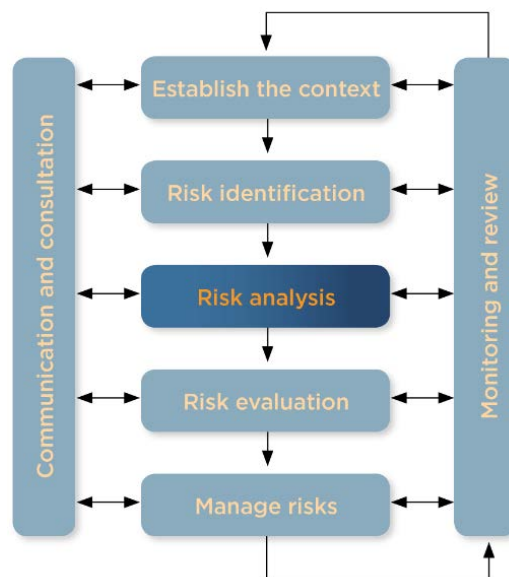 Communication and consultation
Establish the context
Risk identification
Risk analysis
Risk evaluation
Manage risks
Monitoring and review